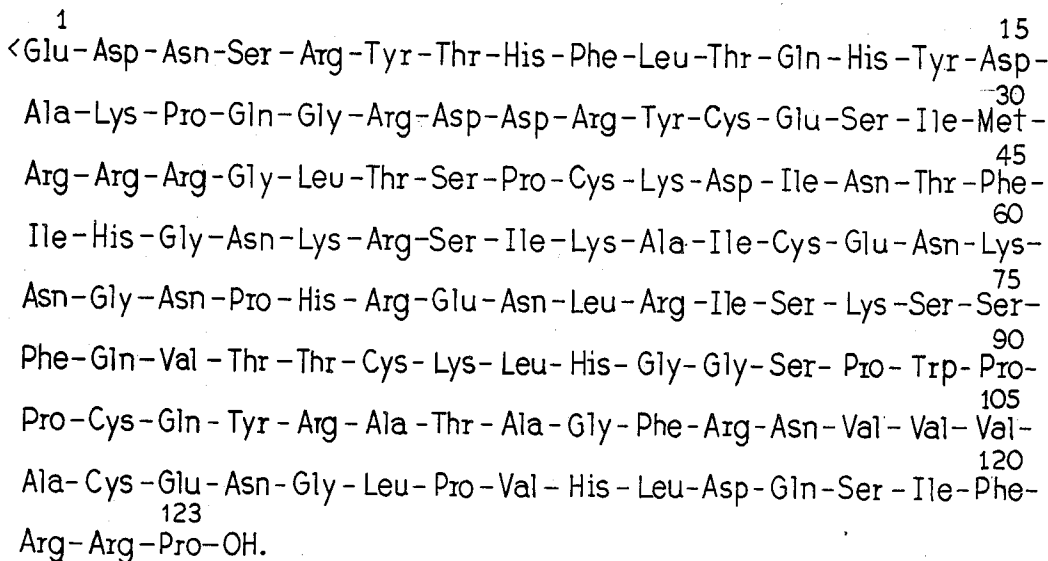 1 15
<Glu-Asp-Asn-Ser-Arg-Tyr-Thr-His-Phe-Leu-Thr-Gln-His-Tyr-Asp-
30
Ala-Lys-Pro-Gln-Gly-Arg-Asp-Asp-Arg-Tyr-Cys-Glu-Ser-Ile-Met-
45
Arg-Arg-Arg-Gly-Leu-Thr-Ser-Pro-Cys-Lys-Asp-Ile-Asn-Thr-Phe-
60
Ile-His-Gly-Asn-Lys-Arg-Ser-Ile-Lys-Ala-Ile-Cys-Glu-Asn-Lys-
75
Asn-Gly-Asn-Pro-His-Arg-Glu-Asn-Leu-Arg-Ile-Ser-Lys-Ser-Ser-
90
Phe-Gln-Val-Thr-Thr-Cys-Lys-Leu-His-Gly-Gly-Ser-Pro-Trp-Pro-
105
Pro-Cys-Gln-Tyr-Arg-Ala-Thr-Ala-Gly-Phe-Arg-Asn-Val-Val-Val-
120
Ala-Cys-Glu-Asn-Gly-Leu-Pro-Val-His-Leu-Asp-Gln-Ser-Ile-Phe-
123
Arg-Arg-Pro-OH.